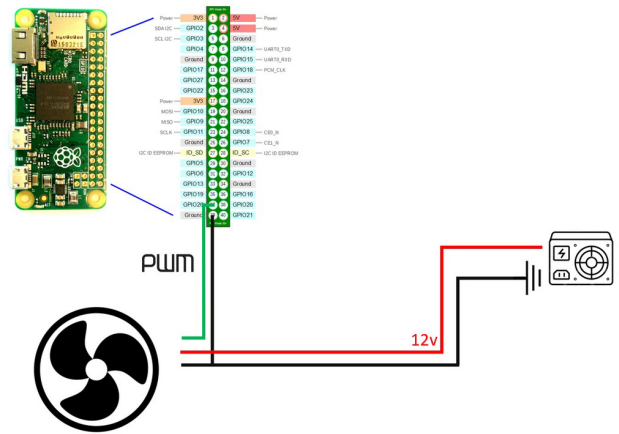 Power 3V3 1 2 5V Power
SDA I2C GPIO2 3 4 5V Power
SCL I2C GPIO3 5 6 Ground
GPIO4 7 8 GPIO14 UART0_TXD
Ground 9 10 GPIO15 UART0_RXD
GPIO17 11 12 GPIO18 PCM_CLK
GPIO27 13 14 Ground
GPIO22 15 16 GPIO23
Power 3V3 17 18 GPIO24
MOSI GPIO10 19 20 Ground
MISO GPIO9 21 22 GPIO25
SCLK GPIO11 23 24 GPIO8 CE0_N
Ground 25 26 GPIO7 CE1_N
I2C ID EEPROM ID_SD 27 28 ID_SC I2C ID EEPROM
GPIO5 29 30 Ground
GPIO6 31 32 GPIO12
GPIO13 33 34 Ground
GPIO19 35 36 GPIO16
GPIO26 38 GPIO20
Ground 39 40 GPIO21
HDMI
USB
PWR
PWM
12v